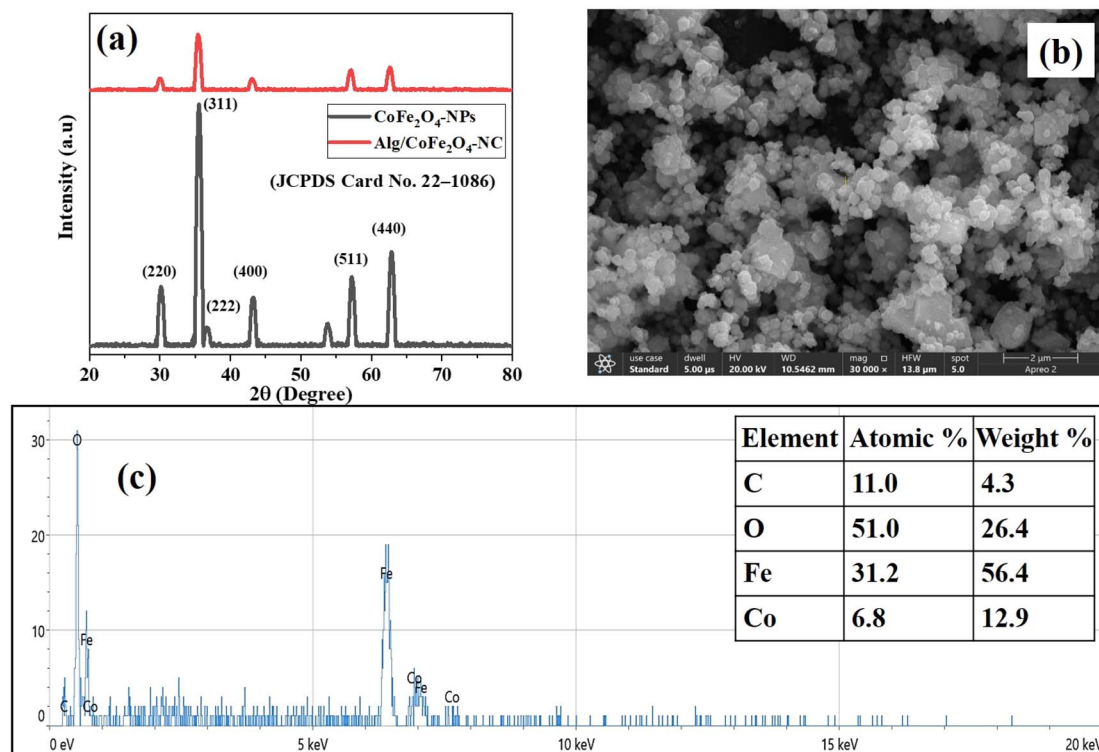 (a)
(311)
CoFe₂O₄-NPs
Alg/CoFe₂O₄-NC
(JCPDS Card No. 22–1086)
(440)
(220)
(400)
(511)
(222)
Intensity (a.u)
20 30 40 50 60 70 80
2θ (Degree)
(b)
use case dwell HV WD mag □ HFW spot 2 µm
Standard 5.00 µs 20.00 kV 10.5462 mm 30 000 × 13.8 µm 5.0 Apreo 2
(c)
30
20
10
0
O
Fe
C
Co
Fe
Co
Fe
Co
0 eV 5 keV 10 keV 15 keV 20 keV
Element Atomic % Weight %
C 11.0 4.3
O 51.0 26.4
Fe 31.2 56.4
Co 6.8 12.9